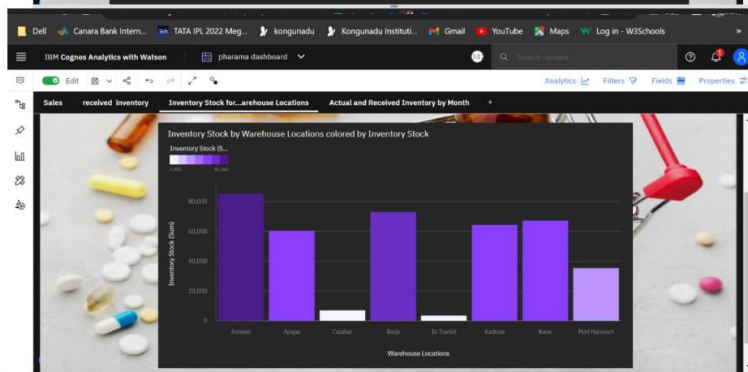 Dell Canara Bank Intern... TATA IPL 2022 Meg... kongunadu Kongunadu Instituti... Gmail YouTube Maps Log in - W3Schools »
IBM Cognos Analytics with Watson pharama dashboard 14 Search content
Edit Analytics Filters Fields Properties
Sales received inventory Inventory Stock for...arehouse Locations Actual and Received Inventory by Month +
Inventory Stock by Warehouse Locations colored by Inventory Stock
Inventory Stock (S...
80,000
60,000
40,000
20,000
0
Inventory Stock (Sum)
Amuwo Apapa Calabar Ikeja In Transit Kaduna Kano Port Harcourt
Warehouse Locations